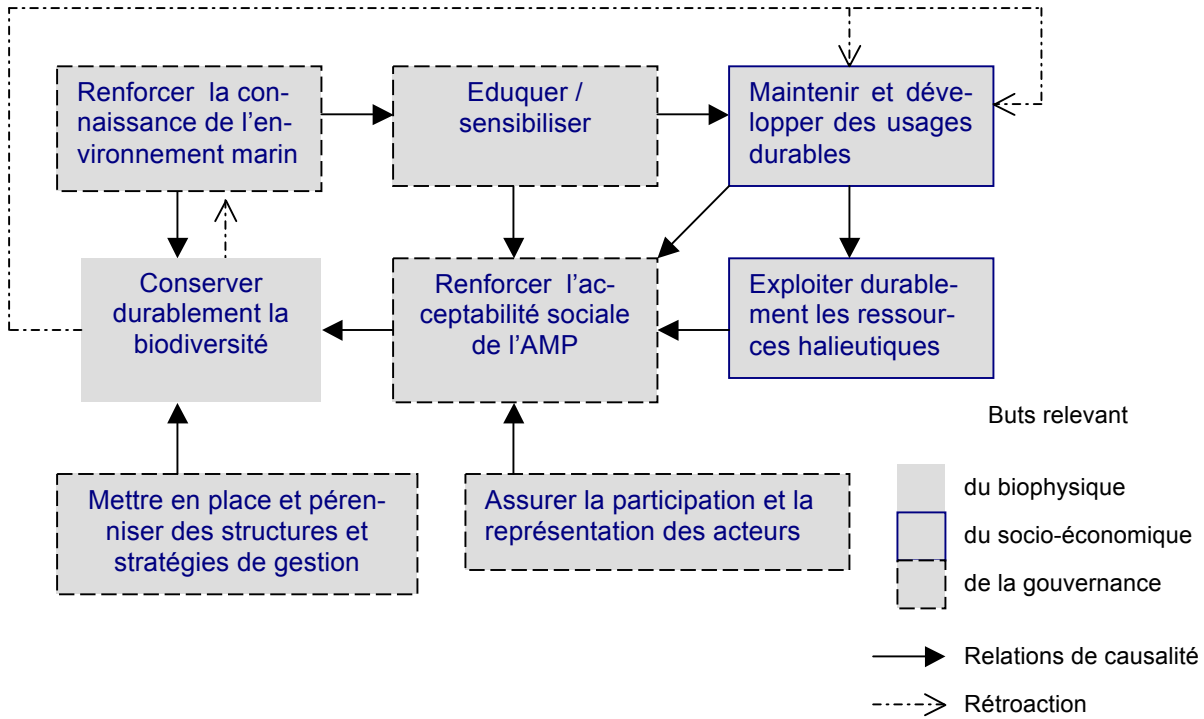 Renforcer la con-
naissance de l'en-
vironnement marin
Eduquer /
sensibiliser
Maintenir et déve-
lopper des usages
durables
Conserver
durablement la
biodiversité
Renforcer l'ac-
ceptabilité sociale
de l'AMP
Exploiter durable-
ment les ressour-
ces halieutiques
Mettre en place et péren-
niser des structures et
stratégies de gestion
Assurer la participation et la
représentation des acteurs
Buts relevant
du biophysique
du socio-économique
de la gouvernance
Relations de causalité
Rétroaction